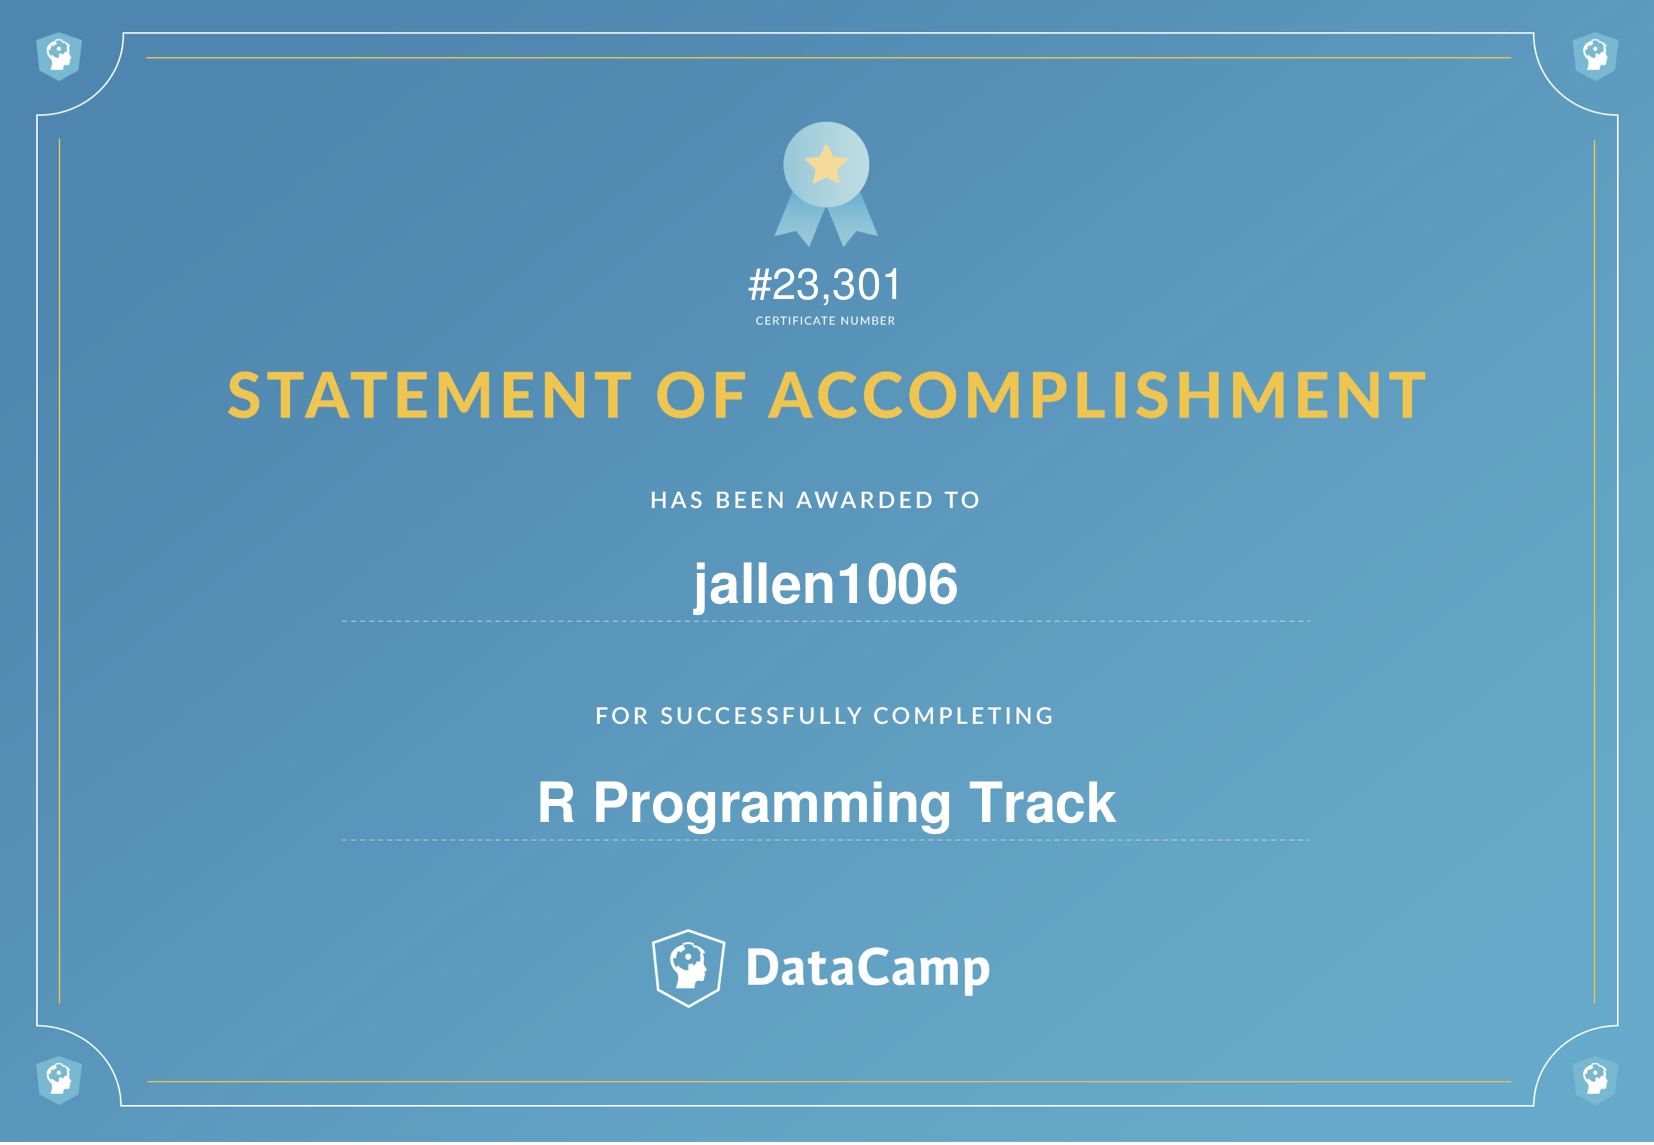 #23,301
CERTIFICATE NUMBER
STATEMENT OF ACCOMPLISHMENT
HAS BEEN AWARDED TO
jallen1006
FOR SUCCESSFULLY COMPLETING
R Programming Track
DataCamp